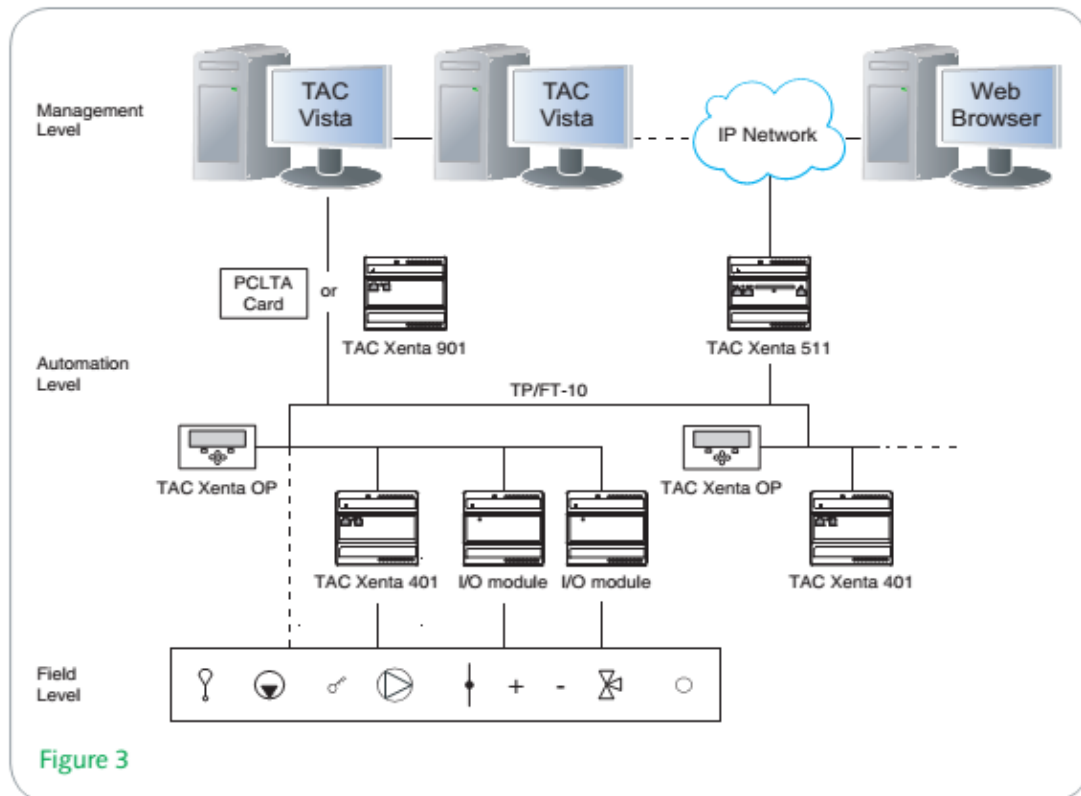 Management
Level
TAC
Vista
TAC
Vista
IP Network
Web
Browser
PCLTA
Card
or
TAC Xenta 901
TAC Xenta 511
Automation
Level
TP/FT-10
TAC Xenta OP
TAC Xenta OP
TAC Xenta 401
I/O module
I/O module
TAC Xenta 401
Field
Level
+
-
Figure 3